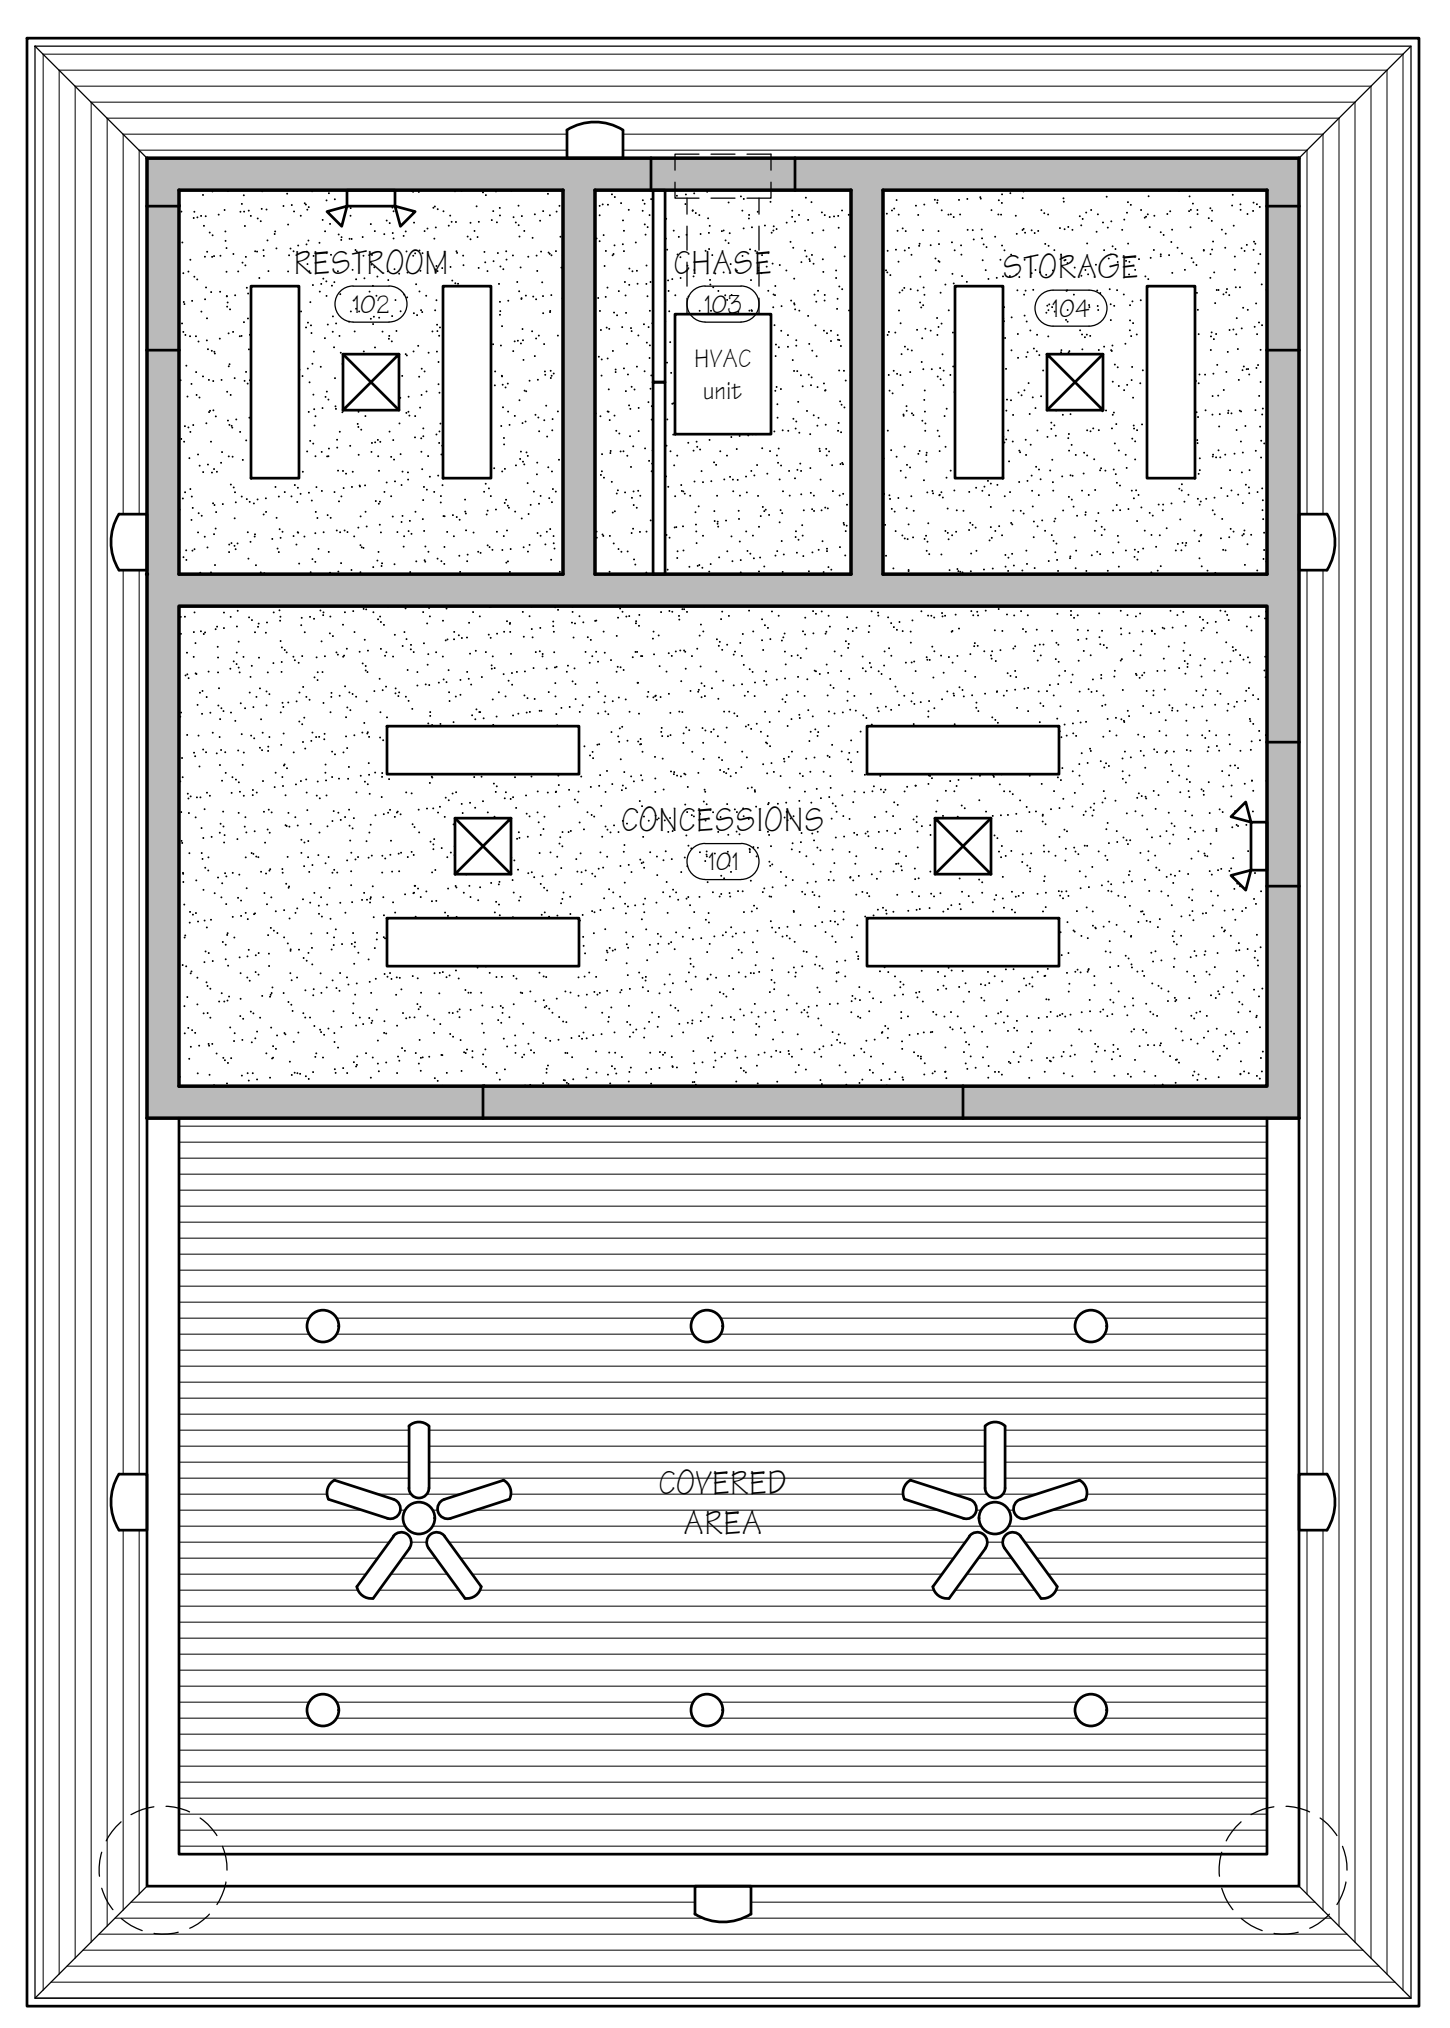 RESTROOM
102
CHASE
103
HVAC
unit
STORAGE
104
CONCESSIONS
101
COVERED
AREA